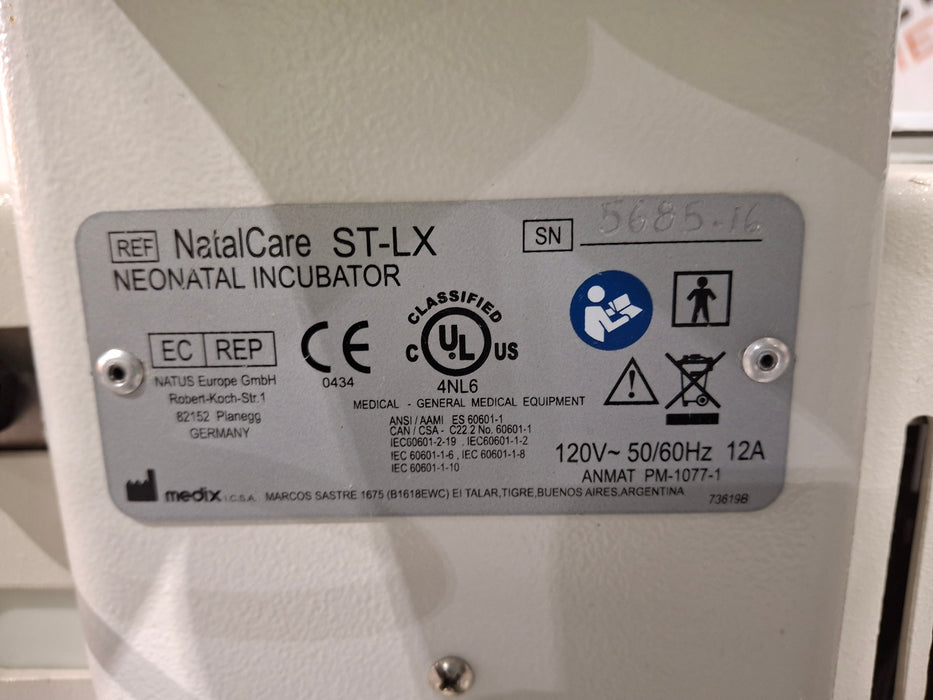 REF NatalCare ST-LX
NEONATAL INCUBATOR
SN 5685-16
EC REP
NATUS Europe GmbH
Robert-Koch-Str.1
82152 Planegg
GERMANY
CE
0434
CLASSIFIED
C UL US
4NL6
MEDICAL - GENERAL MEDICAL EQUIPMENT
ANSI / AAMI ES 60601-1
CAN / CSA - C22.2 No. 60601-1
IEC60601-2-19 , IEC60601-1-2
IEC 60601-1-6 , IEC 60601-1-8
IEC 60601-1-10
120V~ 50/60Hz 12A
ANMAT PM-1077-1
medix I.C.S.A. MARCOS SASTRE 1675 (B1618EWC) El TALAR,TIGRE,BUENOS AIRES,ARGENTINA
73619B